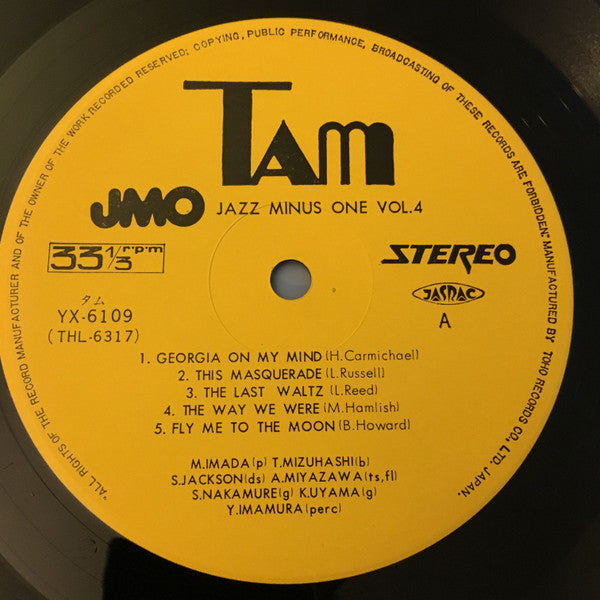 "ALL RIGHTS OF THE RECORD MANUFACTURER AND OF THE OWNER OF THE WORK RECORDED RESERVED; COPYING, PUBLIC PERFORMANCE, BROADCASTING OF THESE RECORDS ARE FORBIDDEN." MANUFACTURED BY TOHO RECORDS CO., LTD. JAPAN.
TAM
JMO JAZZ MINUS ONE VOL.4
33 1/3 r·p·m STEREO
タム
YX-6109
JASRAC
(THL-6317)
A
1. GEORGIA ON MY MIND (H.Carmichael)
2. THIS MASQUERADE (L.Russell)
3. THE LAST WALTZ (L.Reed)
4. THE WAY WE WERE (M.Hamlish)
5. FLY ME TO THE MOON (B.Howard)
M.IMADA(p) T.MIZUHASHI(b)
S.JACKSON(ds) A.MIYAZAWA(ts,fl)
S.NAKAMURE(g) K.UYAMA(g)
Y.IMAMURA(perc)